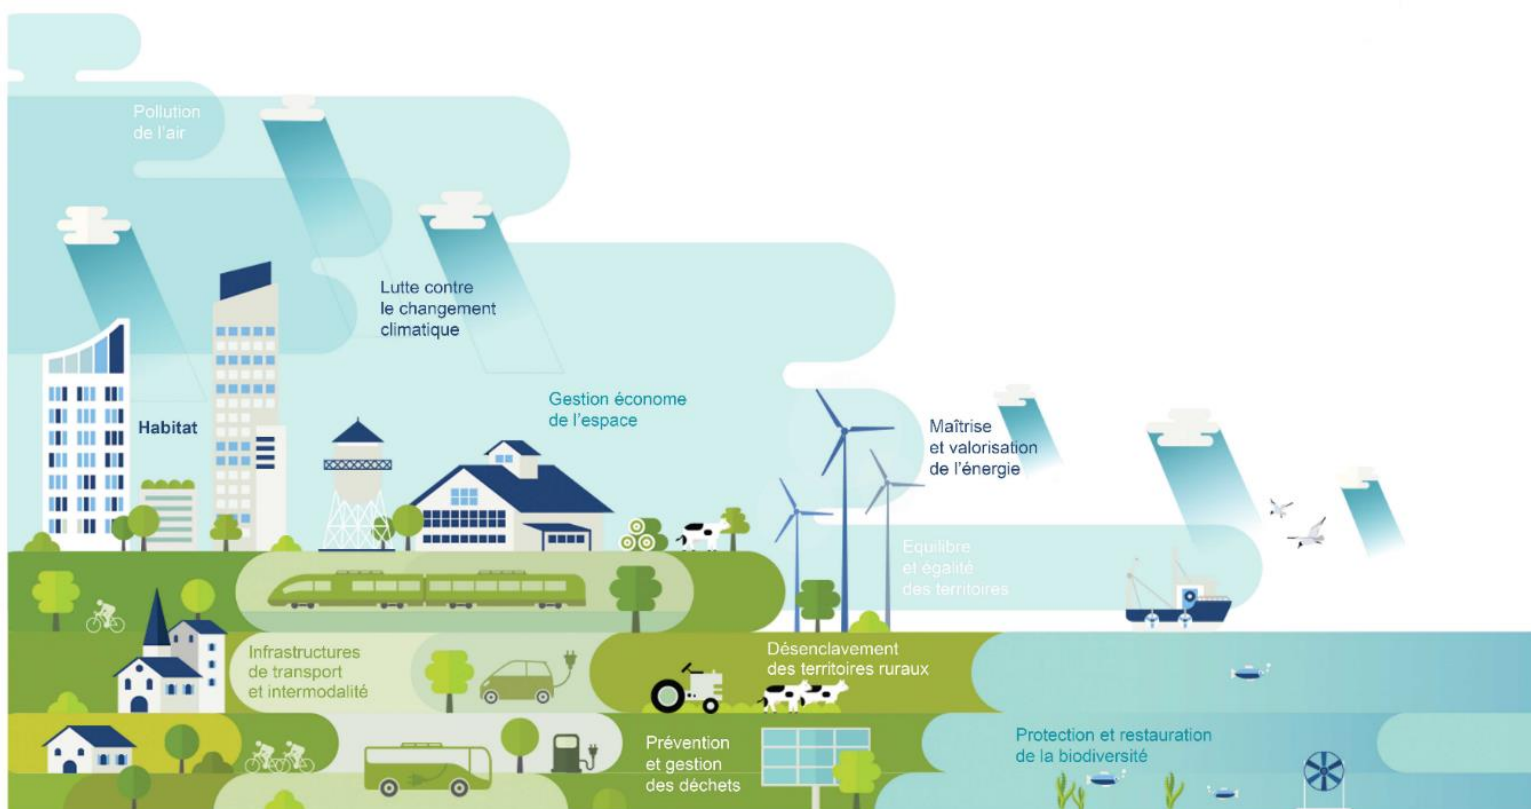 Pollution
de l'air
Lutte contre
le changement
climatique
Gestion économe
de l'espace
Habitat
Maîtrise
et valorisation
de l'énergie
Equilibre
et égalité
des territoires
Infrastructures
de transport
et intermodalité
Désenclavement
des territoires ruraux
Prévention
et gestion
des déchets
Protection et restauration
de la biodiversité